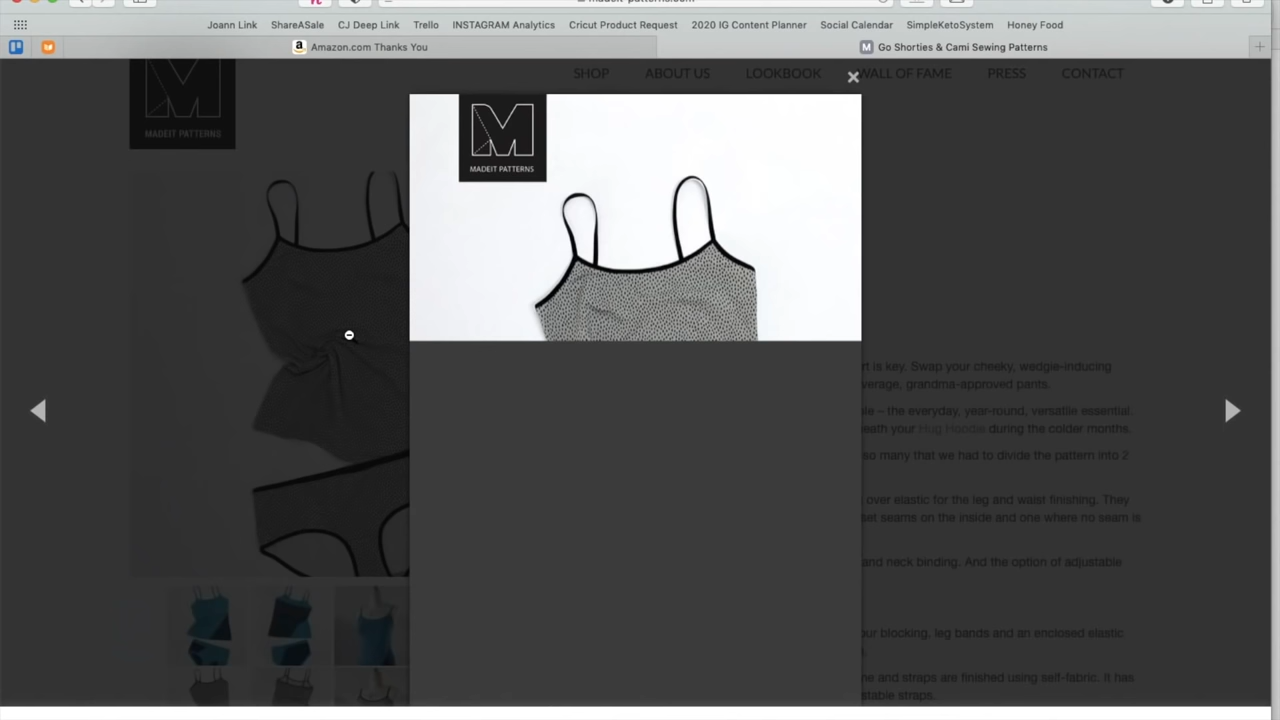 Joann Link ShareASale CJ Deep Link Trello INSTAGRAM Analytics Cricut Product Request 2020 IG Content Planner Social Calendar SimpleKetoSystem Honey Food
Amazon.com Thanks You Go Shorties & Cami Sewing Patterns
SHOP ABOUT US LOOKBOOK WALL OF FAME PRESS CONTACT
MADEIT PATTERNS
MADEIT PATTERNS
rt is key. Swap your cheeky, wedgie-inducing
verage, grandma-approved pants.
le – the everyday, year-round, versatile essential.
eath your Hug Hoodie during the colder months.
so many that we had to divide the pattern into 2
over elastic for the leg and waist finishing. They
set seams on the inside and one where no seam is
and neck binding. And the option of adjustable
our blocking, leg bands and an enclosed elastic
ne and straps are finished using self-fabric. It has
stable straps.